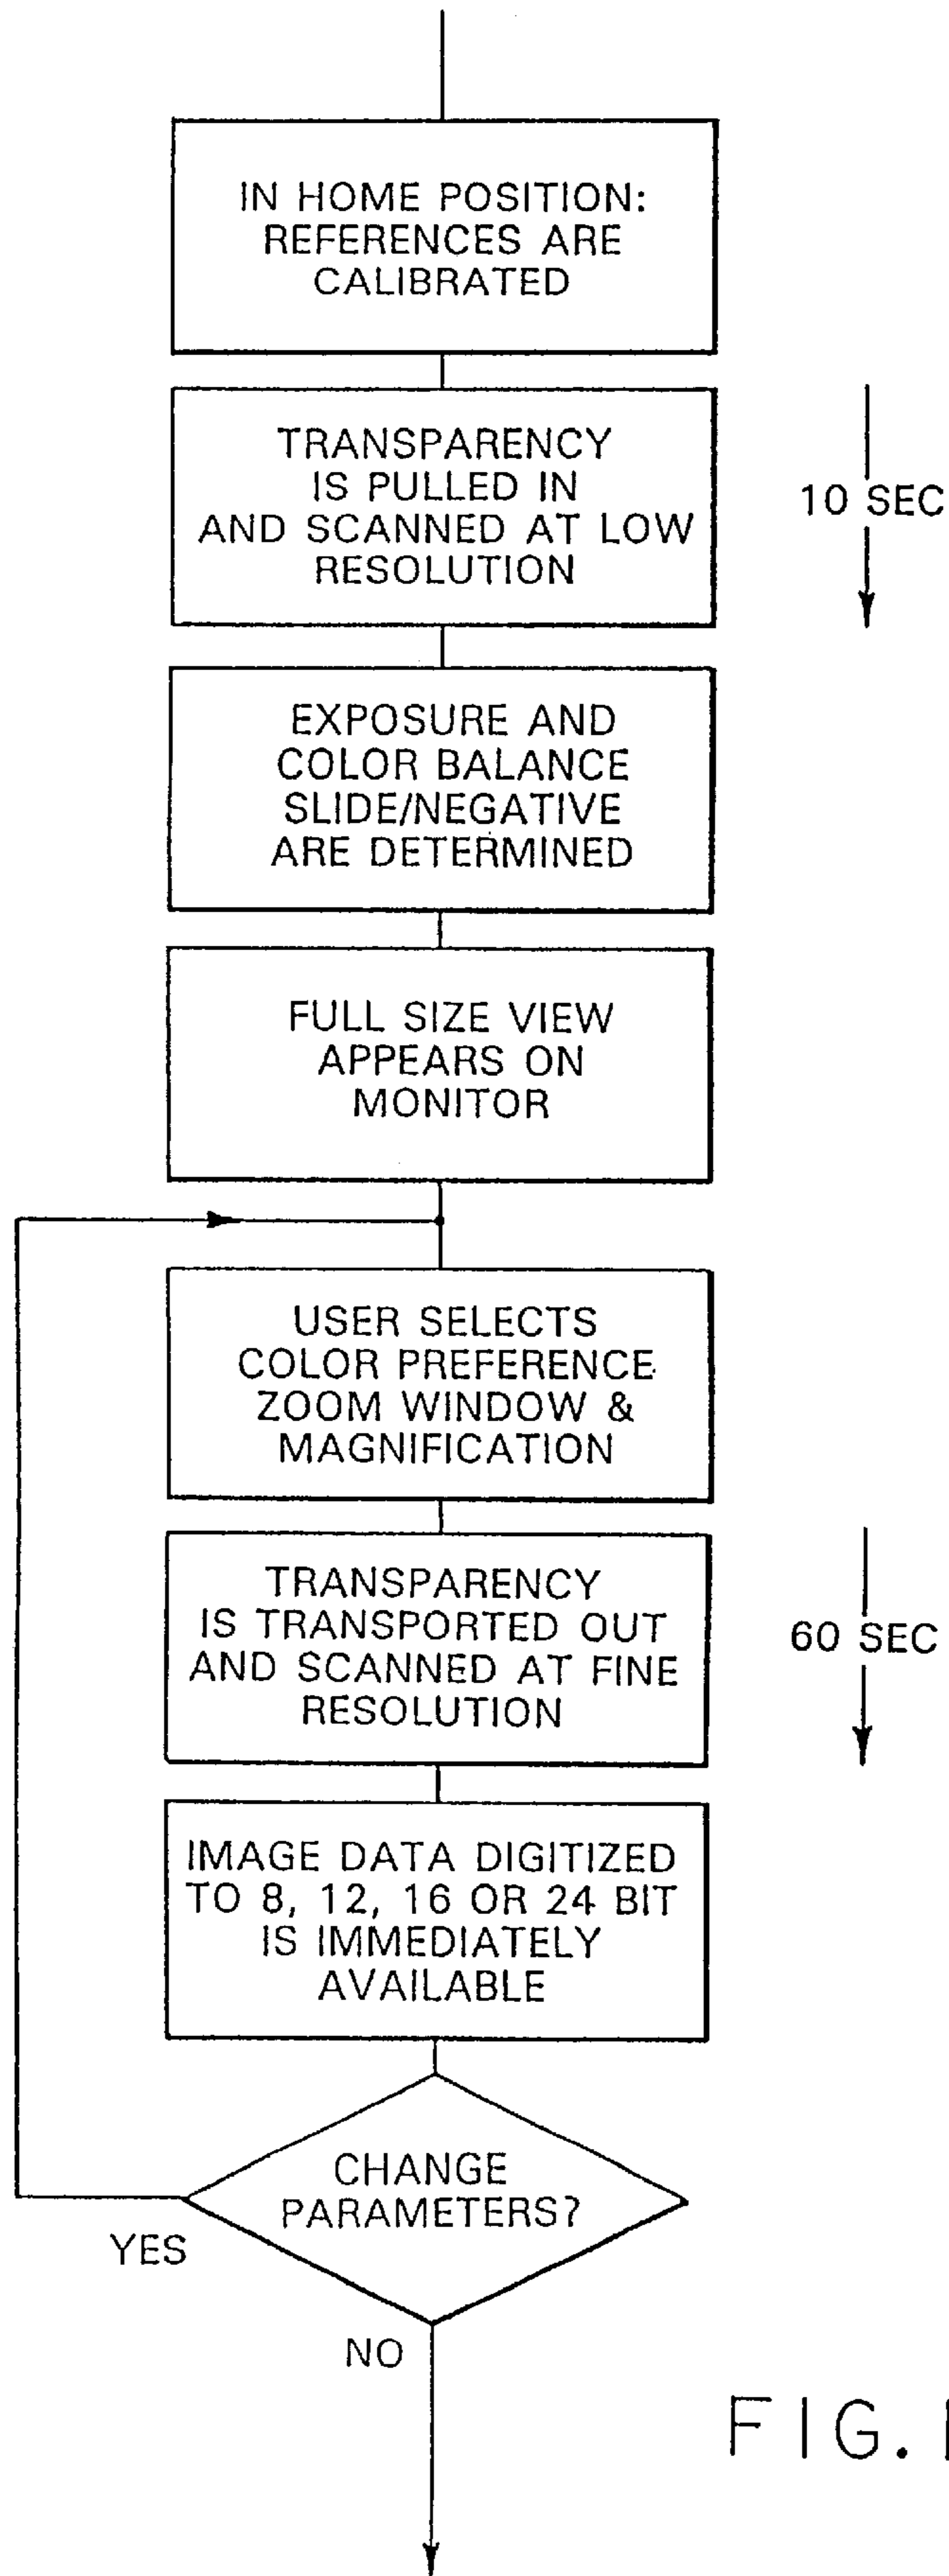 IN HOME POSITION:
REFERENCES ARE
CALIBRATED
TRANSPARENCY
IS PULLED IN
AND SCANNED AT LOW
RESOLUTION
10 SEC
EXPOSURE AND
COLOR BALANCE
SLIDE/NEGATIVE
ARE DETERMINED
FULL SIZE VIEW
APPEARS ON
MONITOR
USER SELECTS
COLOR PREFERENCE
ZOOM WINDOW &
MAGNIFICATION
TRANSPARENCY
IS TRANSPORTED OUT
AND SCANNED AT FINE
RESOLUTION
60 SEC
IMAGE DATA DIGITIZED
TO 8, 12, 16 OR 24 BIT
IS IMMEDIATELY
AVAILABLE
CHANGE
PARAMETERS?
YES
NO
FIG.